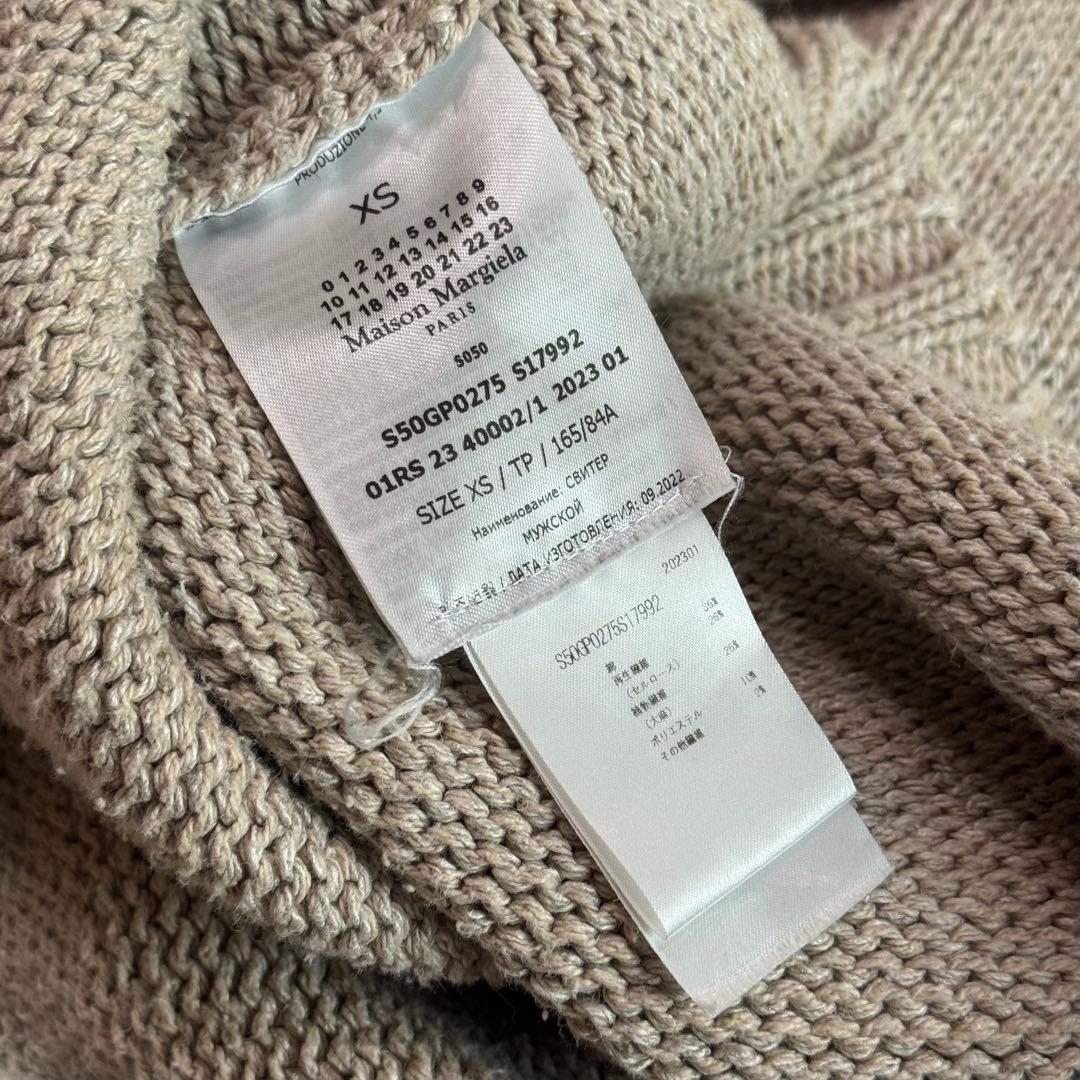 PRODUZIONE
XS
0 1 2 3 4 5 6 7 8 9
10 11 12 13 14 15 16
17 18 19 20 21 22 23
Maison Margiela
PARIS
S050
S50GP0275 S17992
01RS 23 40002/1 2023 01
SIZE XS / TP / 165/84A
Наименование: СВИТЕР
МУЖСКОЙ
/ ДАТА ИЗГОТОВЛЕНИЯ: 09.2022
202301
S50GP0275S17992
綿 36%
再生繊維 26%
(セルロース)
植物繊維 26%
(大麻)
ポリエステル
その他繊維